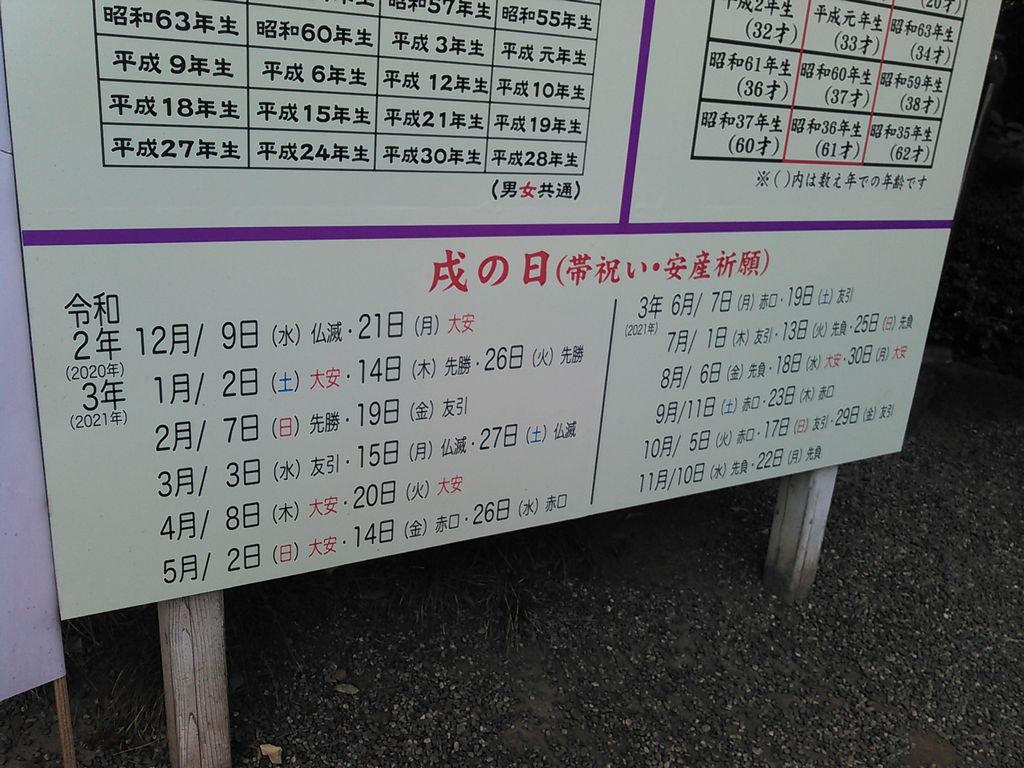 昭和57年生 昭和55年生
昭和63年生 昭和60年生 平成3年生 平成元年生
平成9年生 平成6年生 平成12年生 平成10年生
平成18年生 平成15年生 平成21年生 平成19年生
平成27年生 平成24年生 平成30年生 平成28年生
(男女共通)
平成2年生 平成元年生 昭和63年生
(32才) (33才) (34才)
昭和61年生 昭和60年生 昭和59年生
(36才) (37才) (38才)
昭和37年生 昭和36年生 昭和35年生
(60才) (61才) (62才)
※( )内は数え年での年齢です
戌の日(帯祝い・安産祈願)
令和
2年 12月/ 9日(水)仏滅・21日(月)大安
(2020年)
3年 1月/ 2日(土)大安・14日(木)先勝・26日(火)先勝
(2021年)
2月/ 7日(日)先勝・19日(金)友引
3月/ 3日(水)友引・15日(月)仏滅・27日(土)仏滅
4月/ 8日(木)大安・20日(火)大安
5月/ 2日(日)大安・14日(金)赤口・26日(水)赤口
3年 6月/ 7日(月)赤口・19日(土)友引
(2021年)
7月/ 1日(木)友引・13日(火)先負・25日(日)先負
8月/ 6日(金)先負・18日(水)大安・30日(月)大安
9月/11日(土)赤口・23日(木)赤口
10月/ 5日(火)赤口・17日(日)友引・29日(金)友引
11月/10日(水)先負・22日(月)先負